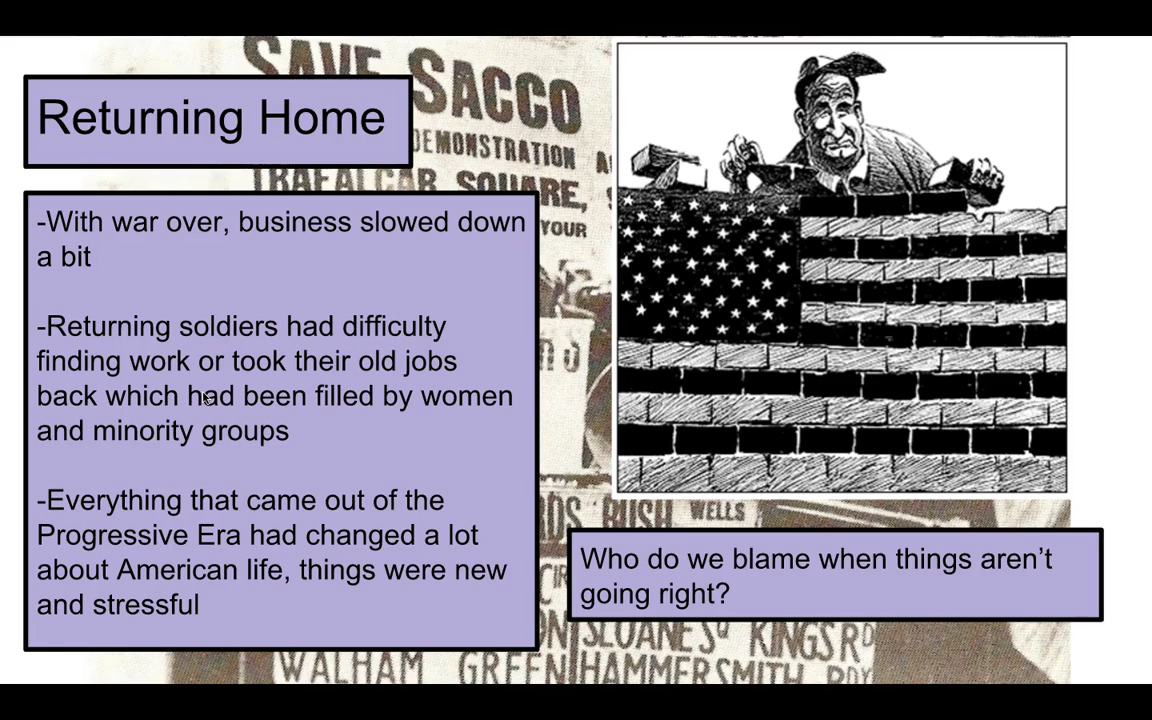 Returning Home
-With war over, business slowed down
a bit
-Returning soldiers had difficulty
finding work or took their old jobs
back which had been filled by women
and minority groups
-Everything that came out of the
Progressive Era had changed a lot
about American life, things were new
and stressful
Who do we blame when things aren’t
going right?
SAVE SACCO
DEMONSTRATION
TRAFALGAR SQUARE,
YOUR
BUSH WELLS
SLOANE SQ KINGS RD
WALHAM GREEN HAMMERSMITH BDY